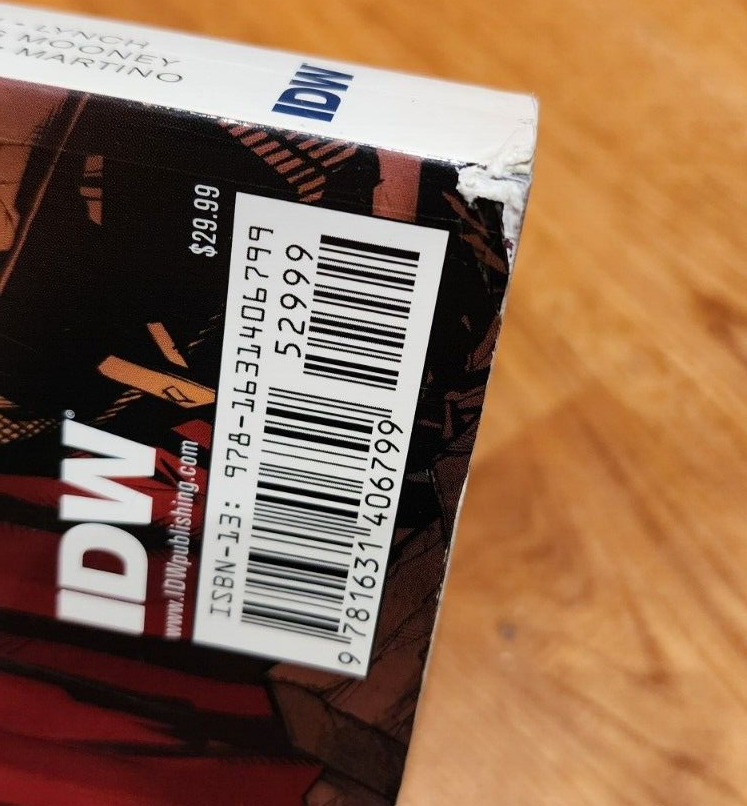 LYNCH
MOONEY
MARTINO
IDW
$29.99
ISBN-13: 978-1631406799
52999
9 781631 406799
IDW®
www.IDWpublishing.com